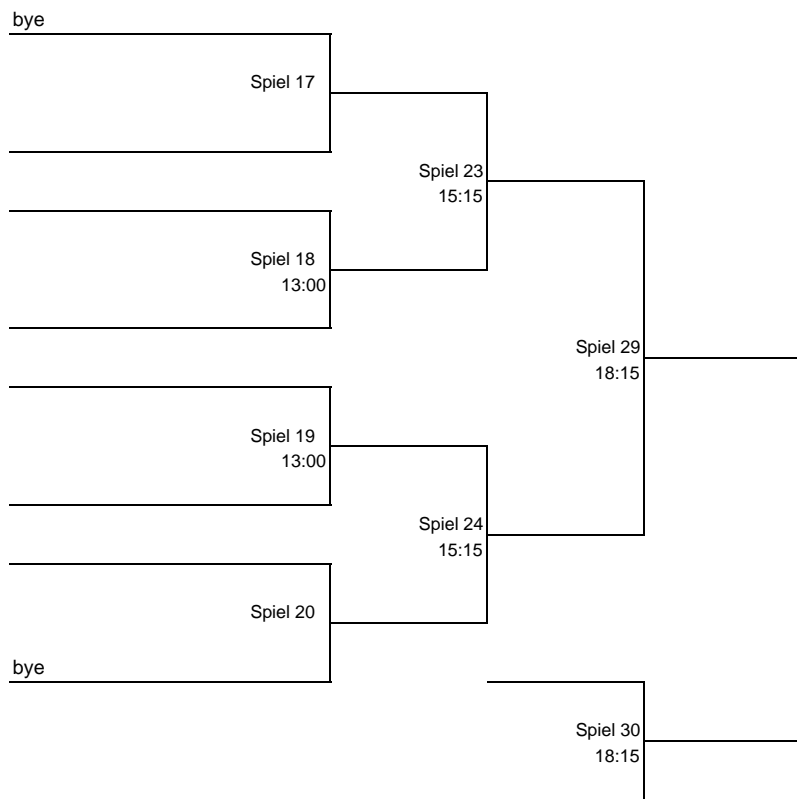 bye
Spiel 17
Spiel 23
15:15
Spiel 18
13:00
Spiel 29
18:15
Spiel 19
13:00
Spiel 24
15:15
Spiel 20
bye
Spiel 30
18:15